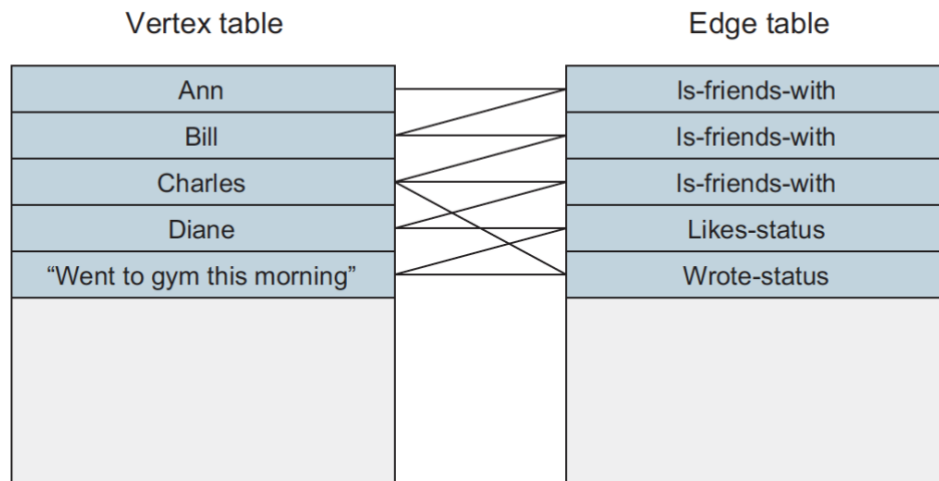 Vertex table
Edge table
Ann
Is-friends-with
Bill
Is-friends-with
Charles
Is-friends-with
Diane
Likes-status
“Went to gym this morning”
Wrote-status